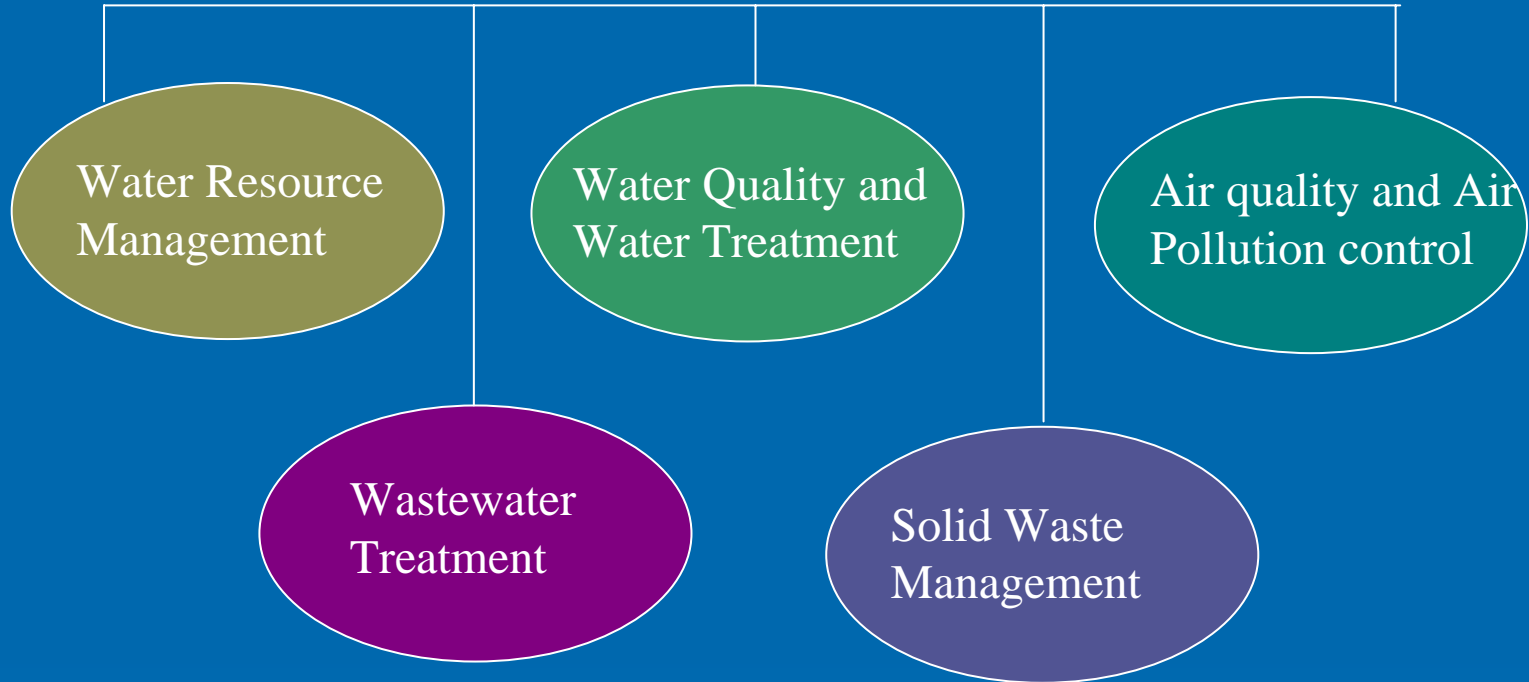 Water Resource
Management
Water Quality and
Water Treatment
Air quality and Air
Pollution control
Wastewater
Treatment
Solid Waste
Management